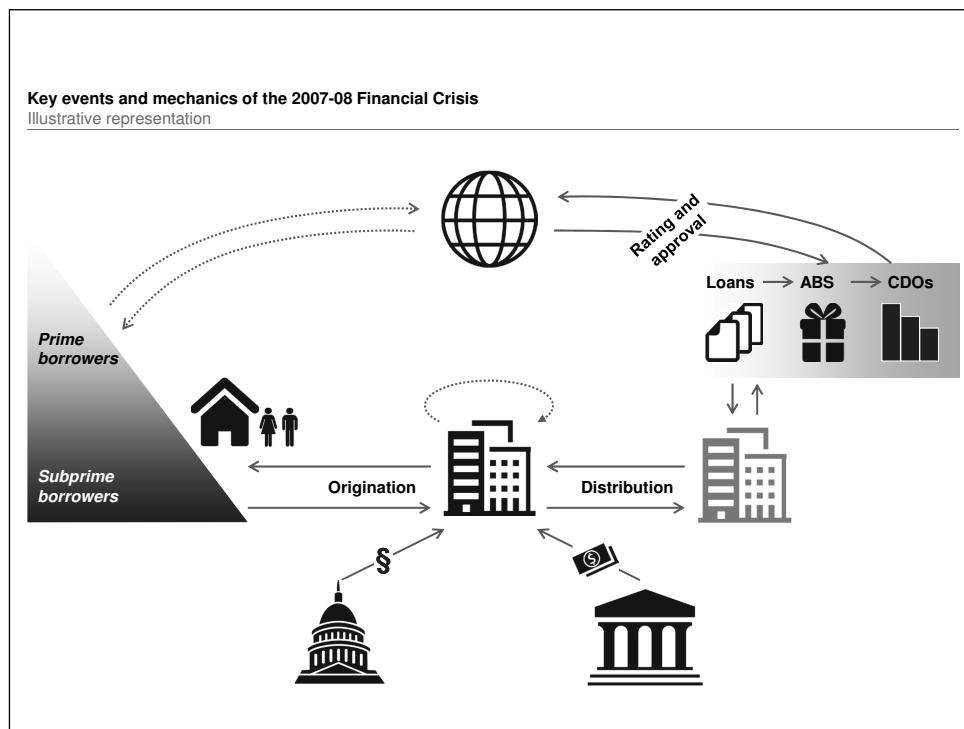 Key events and mechanics of the 2007-08 Financial Crisis
Illustrative representation
Rating and
approval
Loans
ABS
CDOs
Prime
borrowers
Subprime
borrowers
Origination
Distribution
§
$